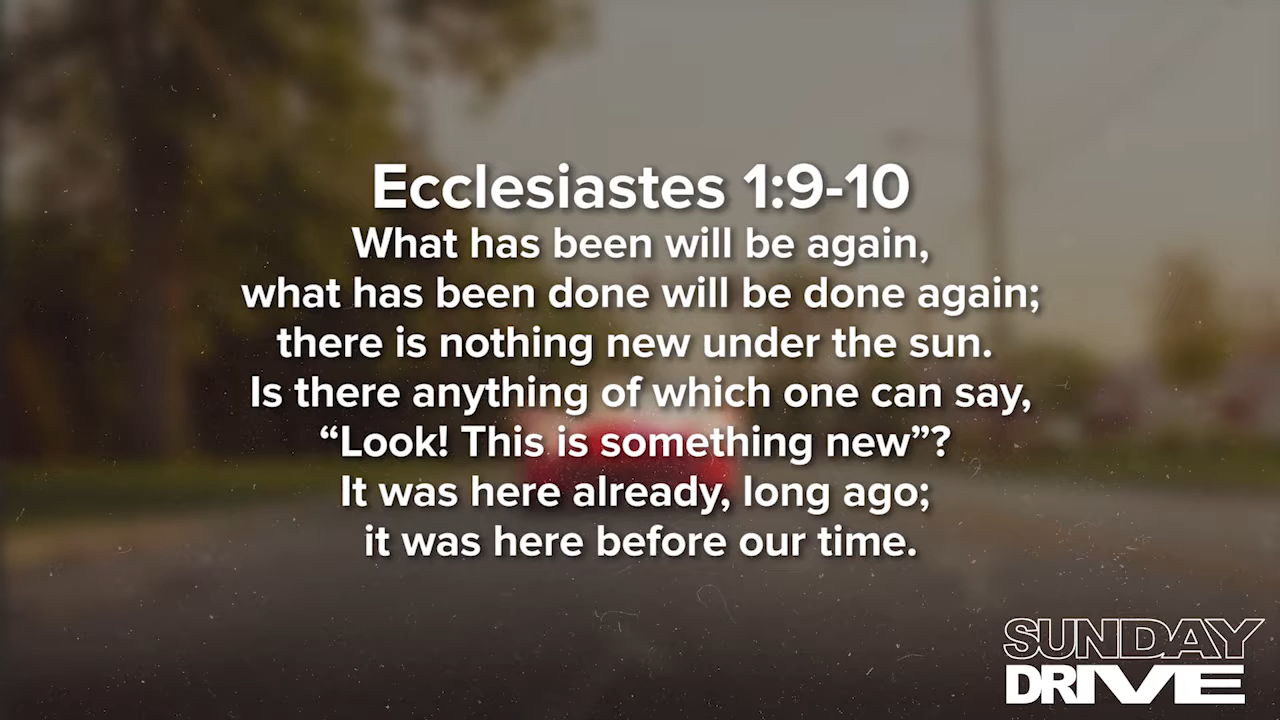 Ecclesiastes 1:9-10
What has been will be again,
what has been done will be done again;
there is nothing new under the sun.
Is there anything of which one can say,
“Look! This is something new”?
It was here already, long ago;
it was here before our time.
SUNDAY
DRIVE